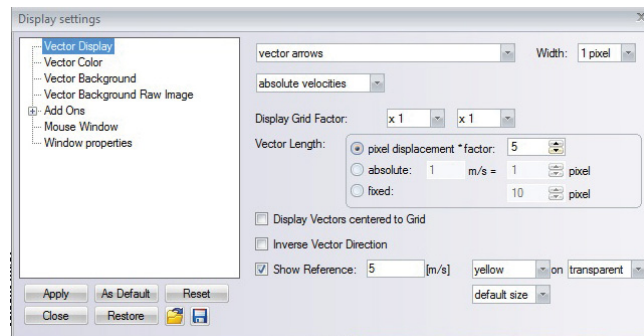 Display settings
Vector Display
Vector Color
Vector Background
Vector Background Raw Image
Add Ons
Mouse Window
Window properties
vector arrows Width: 1 pixel
absolute velocities
Display Grid Factor: x 1 x 1
Vector Length: pixel displacement * factor: 5
absolute: 1 m/s = 1 pixel
fixed: 10 pixel
Display Vectors centered to Grid
Inverse Vector Direction
Show Reference: 5 [m/s] yellow on transparent
default size
Apply As Default Reset
Close Restore